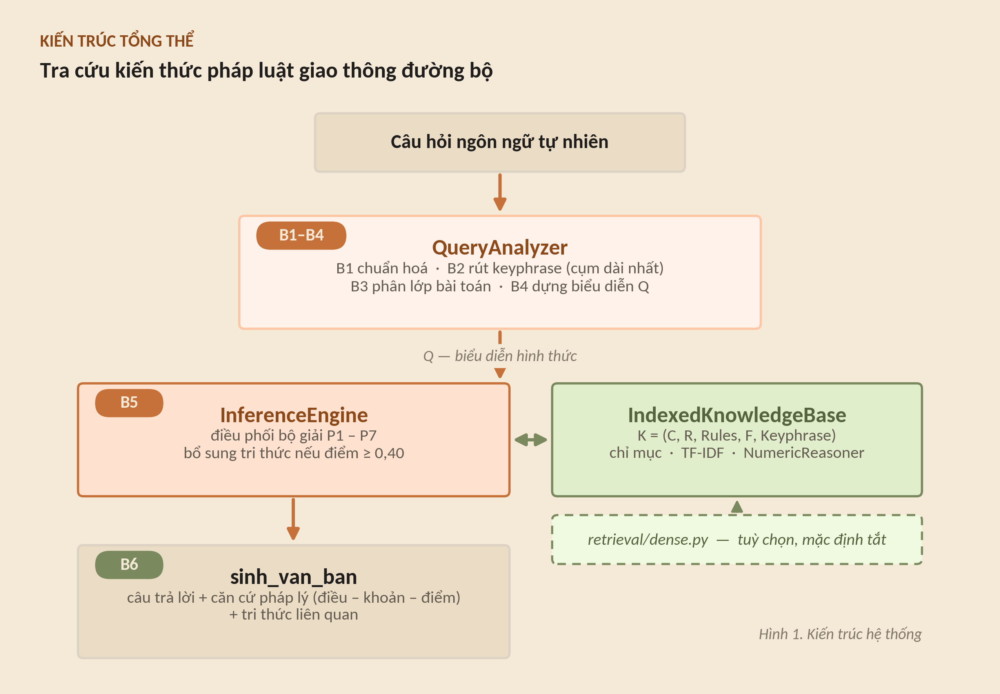 KIẾN TRÚC TỔNG THỂ
Tra cứu kiến thức pháp luật giao thông đường bộ
Câu hỏi ngôn ngữ tự nhiên
B1–B4
QueryAnalyzer
B1 chuẩn hoá · B2 rút keyphrase (cụm dài nhất)
B3 phân lớp bài toán · B4 dựng biểu diễn Q
Q — biểu diễn hình thức
B5
InferenceEngine
điều phối bộ giải P1 – P7
bổ sung tri thức nếu điểm ≥ 0,40
IndexedKnowledgeBase
K = (C, R, Rules, F, Keyphrase)
chỉ mục · TF-IDF · NumericReasoner
retrieval/dense.py — tuỳ chọn, mặc định tắt
B6
sinh_van_ban
câu trả lời + căn cứ pháp lý (điều – khoản – điểm)
+ tri thức liên quan
Hình 1. Kiến trúc hệ thống